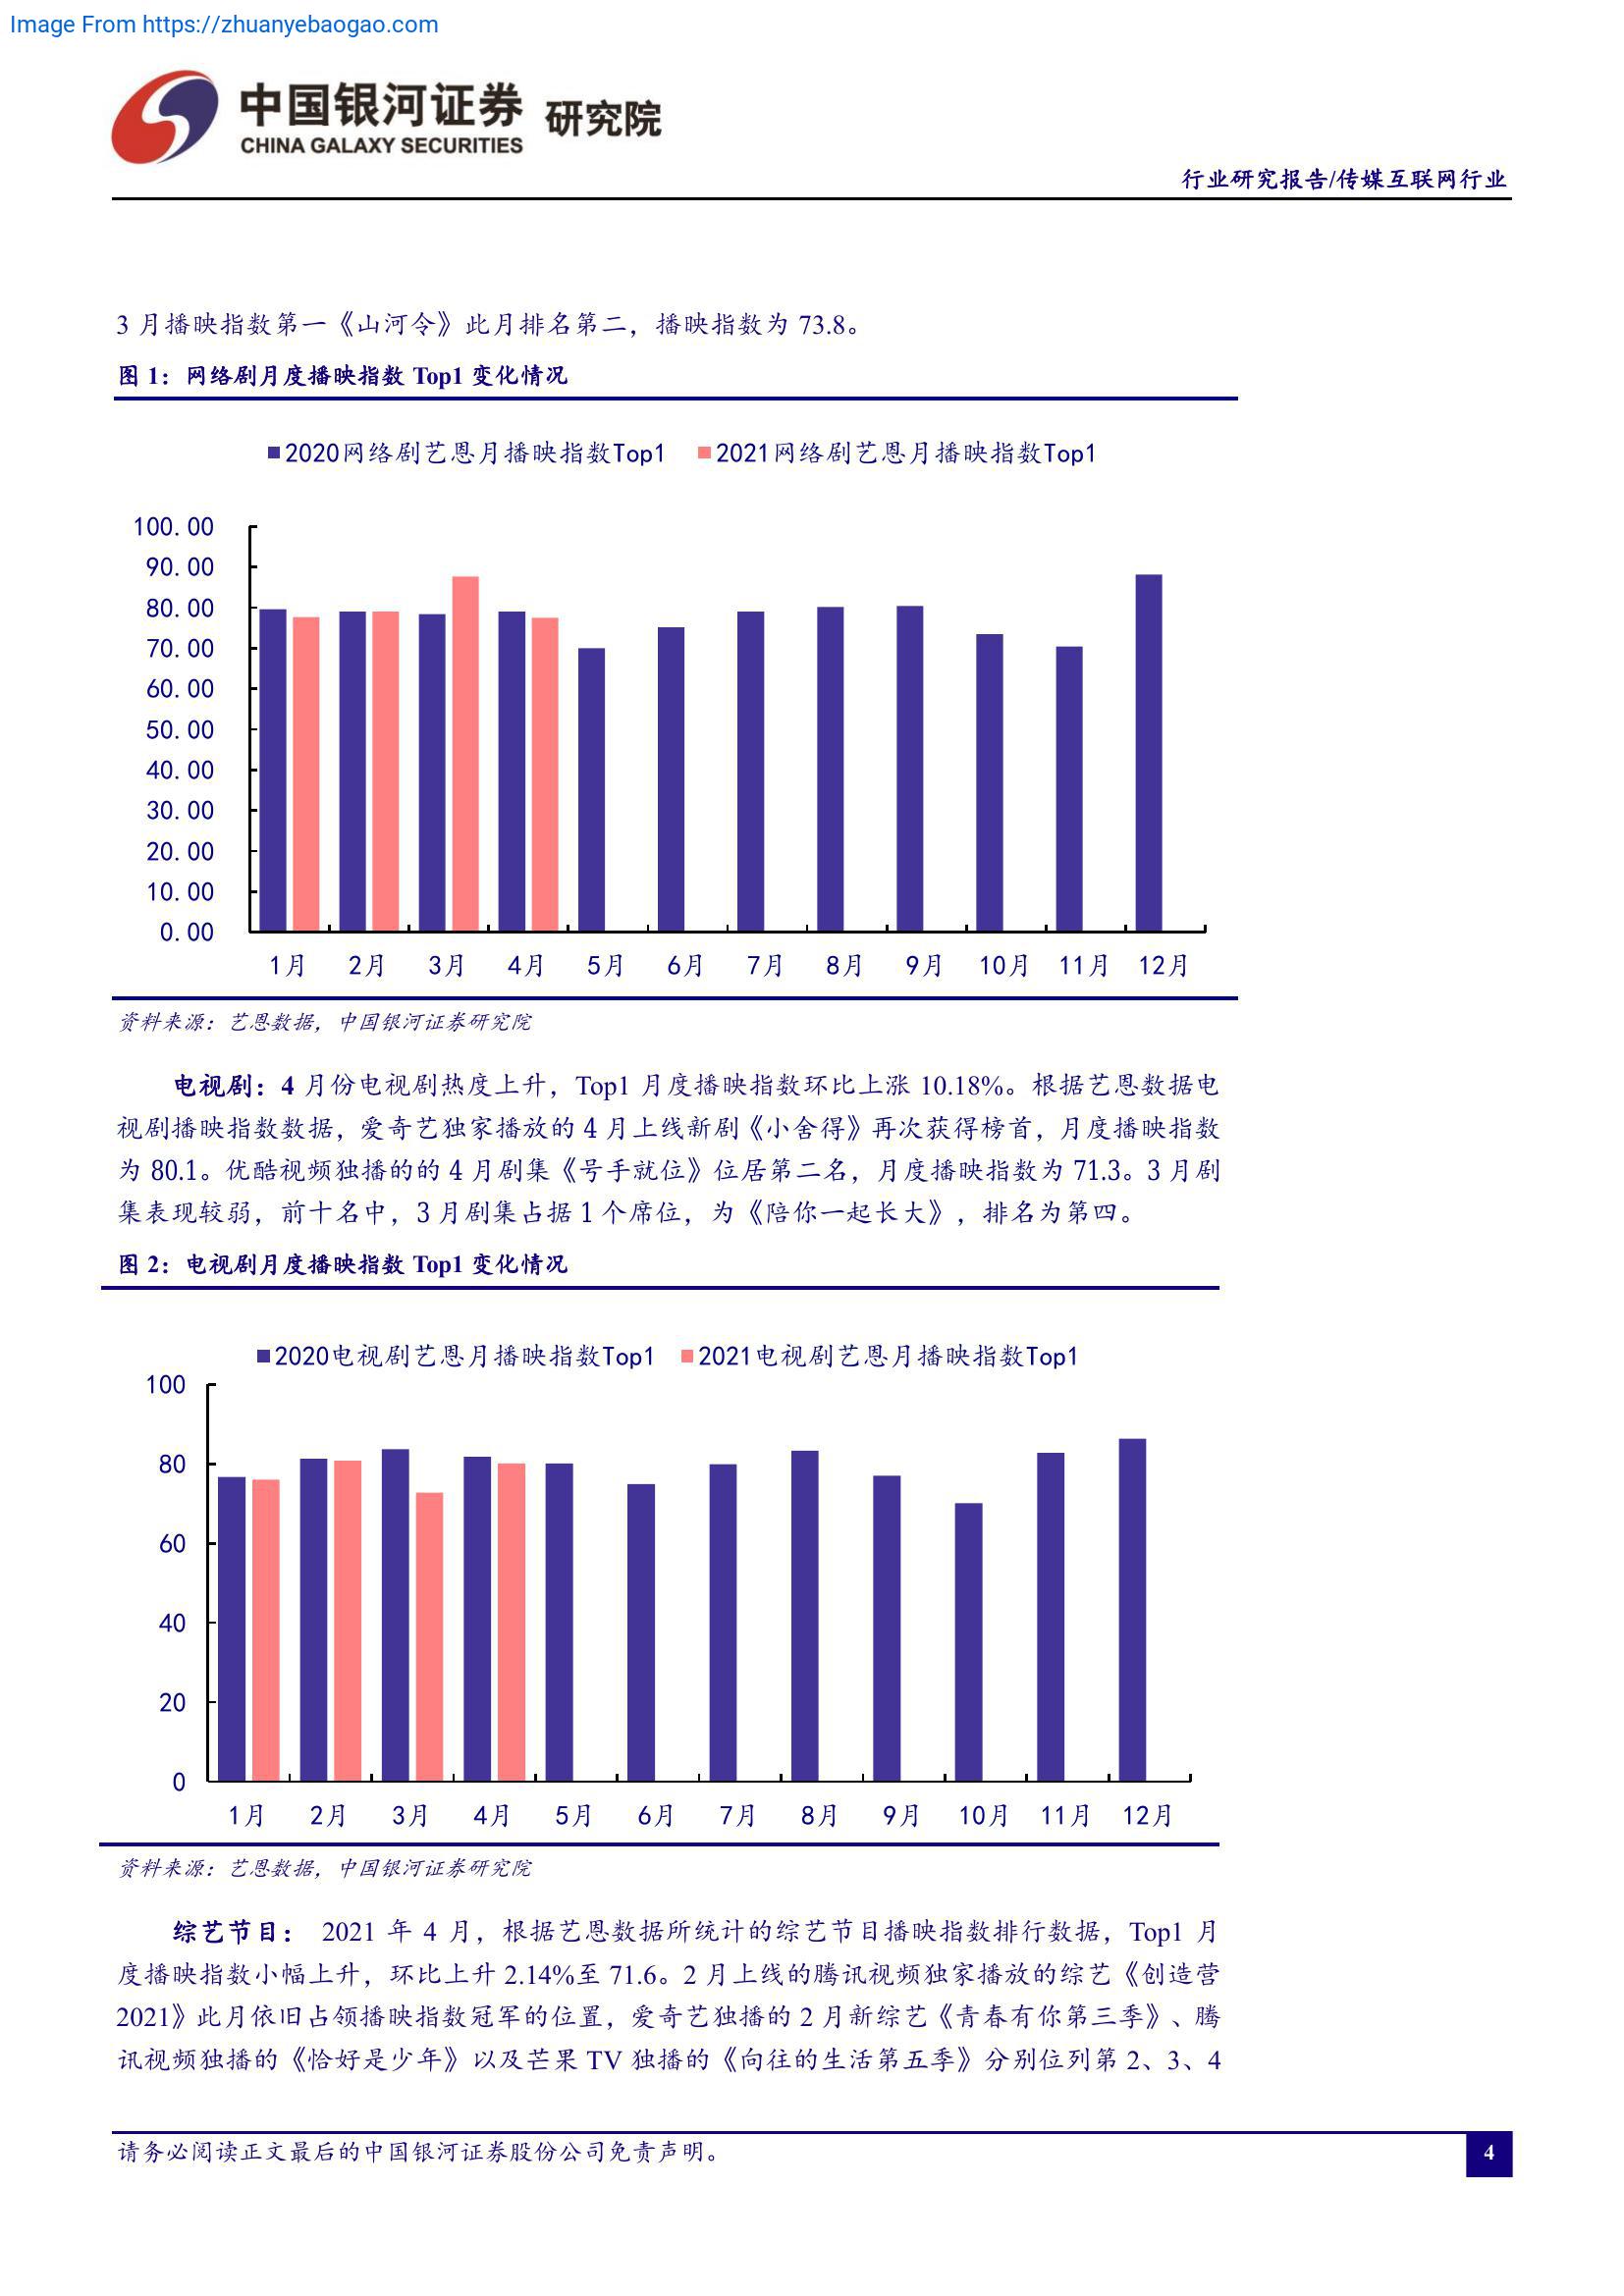 Image From https://zhuanyebaogao.com
中国银河证券 研究院
CHINA GALAXY SECURITIES
行业研究报告/传媒互联网行业
3 月播映指数第一《山河令》此月排名第二，播映指数为 73.8。
图 1：网络剧月度播映指数 Top1 变化情况
2020网络剧艺恩月播映指数Top1 2021网络剧艺恩月播映指数Top1
100.00
90.00
80.00
70.00
60.00
50.00
40.00
30.00
20.00
10.00
0.00
1月 2月 3月 4月 5月 6月 7月 8月 9月 10月 11月 12月
资料来源：艺恩数据，中国银河证券研究院
电视剧：4 月份电视剧热度上升，Top1 月度播映指数环比上涨 10.18%。根据艺恩数据电
视剧播映指数数据，爱奇艺独家播放的 4 月上线新剧《小舍得》再次获得榜首，月度播映指数
为 80.1。优酷视频独播的的 4 月剧集《号手就位》位居第二名，月度播映指数为 71.3。3 月剧
集表现较弱，前十名中，3 月剧集占据 1 个席位，为《陪你一起长大》，排名为第四。
图 2：电视剧月度播映指数 Top1 变化情况
2020电视剧艺恩月播映指数Top1 2021电视剧艺恩月播映指数Top1
100
80
60
40
20
0
1月 2月 3月 4月 5月 6月 7月 8月 9月 10月 11月 12月
资料来源：艺恩数据，中国银河证券研究院
综艺节目： 2021 年 4 月，根据艺恩数据所统计的综艺节目播映指数排行数据，Top1 月
度播映指数小幅上升，环比上升 2.14%至 71.6。2 月上线的腾讯视频独家播放的综艺《创造营
2021》此月依旧占领播映指数冠军的位置，爱奇艺独播的 2 月新综艺《青春有你第三季》、腾
讯视频独播的《恰好是少年》以及芒果 TV 独播的《向往的生活第五季》分别位列第 2、3、4
请务必阅读正文最后的中国银河证券股份公司免责声明。
4